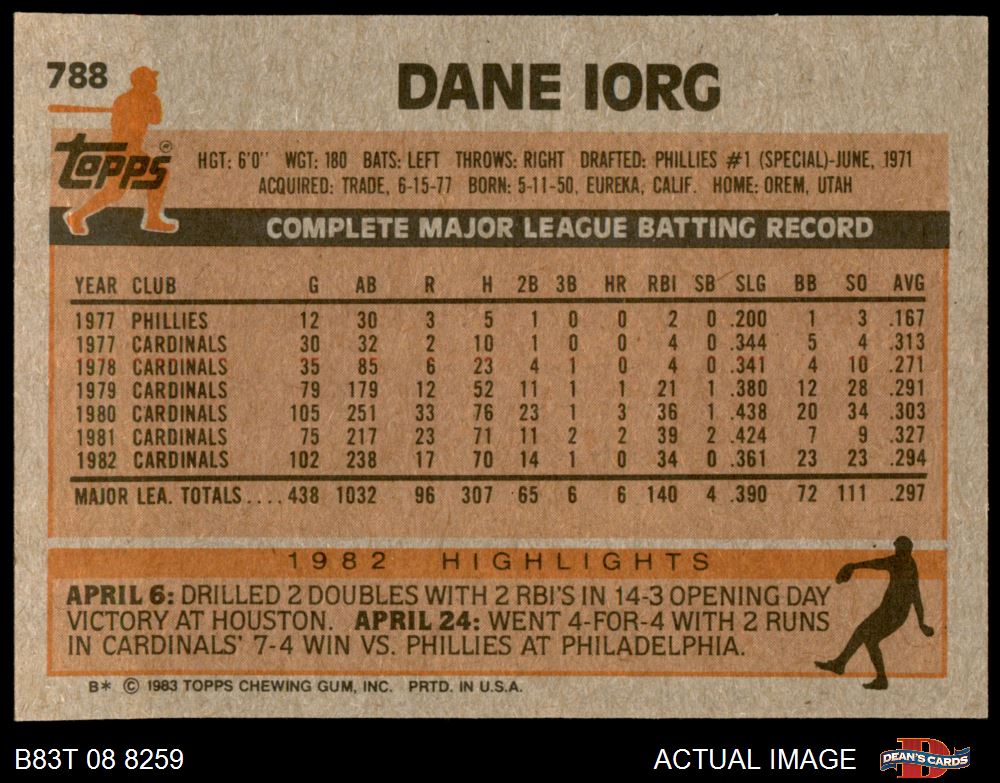 788
DANE IORG
Topps®
HGT: 6'0" WGT: 180 BATS: LEFT THROWS: RIGHT DRAFTED: PHILLIES #1 (SPECIAL)-JUNE, 1971
ACQUIRED: TRADE, 6-15-77 BORN: 5-11-50, EUREKA, CALIF. HOME: OREM, UTAH
COMPLETE MAJOR LEAGUE BATTING RECORD
YEAR CLUB G AB R H 2B 3B HR RBI SB SLG BB SO AVG
1977 PHILLIES 12 30 3 5 1 0 0 2 0 .200 1 3 .167
1977 CARDINALS 30 32 2 10 1 0 0 4 0 .344 5 4 .313
1978 CARDINALS 35 85 6 23 4 1 0 4 0 .341 4 10 .271
1979 CARDINALS 79 179 12 52 11 1 1 21 1 .380 12 28 .291
1980 CARDINALS 105 251 33 76 23 1 3 36 1 .438 20 34 .303
1981 CARDINALS 75 217 23 71 11 2 2 39 2 .424 7 9 .327
1982 CARDINALS 102 238 17 70 14 1 0 34 0 .361 23 23 .294
MAJOR LEA. TOTALS.... 438 1032 96 307 65 6 6 140 4 .390 72 111 .297
1982 HIGHLIGHTS
APRIL 6: DRILLED 2 DOUBLES WITH 2 RBI'S IN 14-3 OPENING DAY
VICTORY AT HOUSTON. APRIL 24: WENT 4-FOR-4 WITH 2 RUNS
IN CARDINALS' 7-4 WIN VS. PHILLIES AT PHILADELPHIA.
B* © 1983 TOPPS CHEWING GUM, INC. PRTD. IN U.S.A.
B83T 08 8259
ACTUAL IMAGE
DEAN'S CARDS